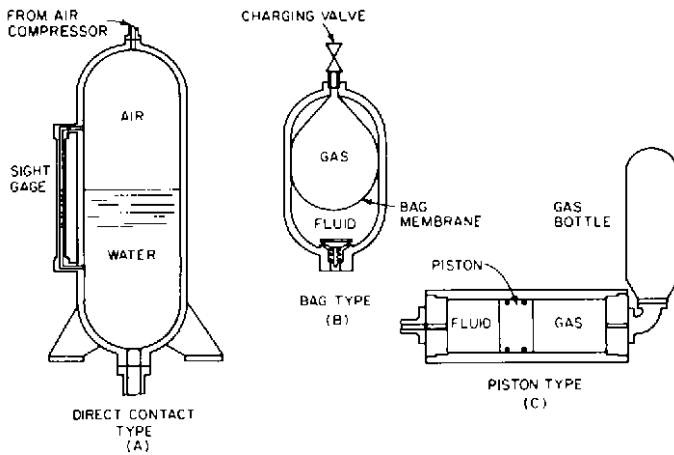 FROM AIR
COMPRESSOR
AIR
SIGHT
GAGE
WATER
DIRECT CONTACT
TYPE
(A)
CHARGING VALVE
GAS
FLUID
BAG
MEMBRANE
BAG TYPE
(B)
GAS
BOTTLE
PISTON
FLUID
GAS
PISTON TYPE
(C)